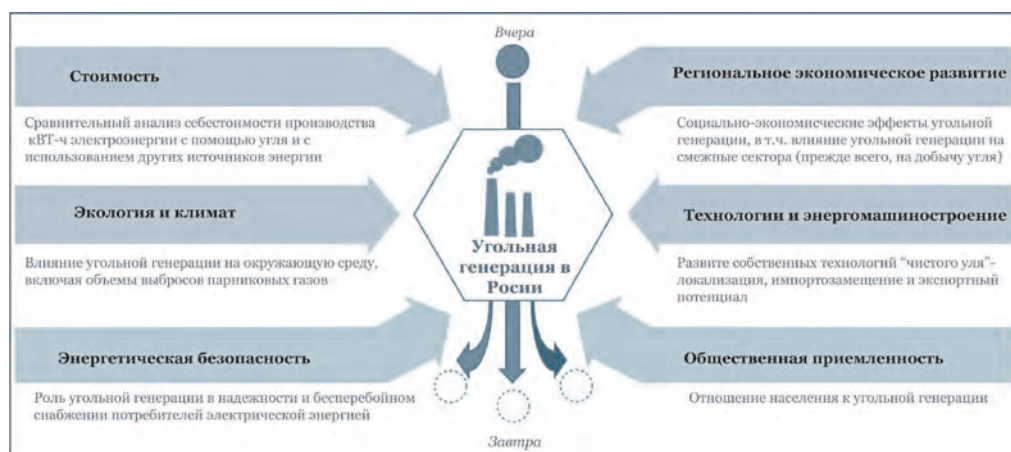 Вчера
Стоимость
Сравнительный анализ себестоимости производства
кВТ-ч электроэнергии с помощью угля и с
использованием других источников энергии
Экология и климат
Влияние угольной генерации на окружающую среду,
включая объемы выбросов парниковых газов
Энергетическая безопасность
Роль угольной генерации в надежности и бесперебойном
снабжении потребителей электрической энергией
Угольная
генерация в
Росии
Региональное экономическое развитие
Социально-экономисческие эффекты угольной
генерации, в т.ч. влияние угольной генерации на
смежные сектора (прежде всего, на добычу угля)
Технологии и энергомашиностроение
Развите собственных технологий “чистого уля”-
локализация, импортозамещение и экспортный
потенциал
Общественная приемленность
Отношение населения к угольной генерации
Завтра